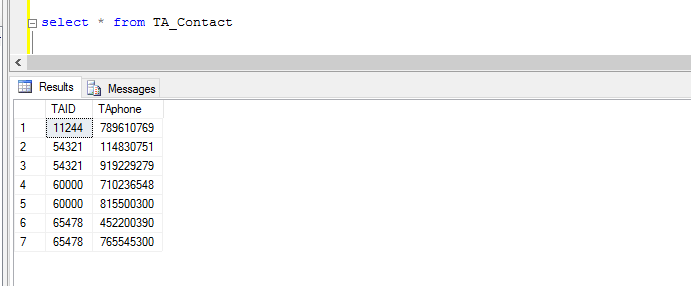 select * from TA_Contact
Results Messages
TAID TAphone
1 11244 789610769
2 54321 114830751
3 54321 919229279
4 60000 710236548
5 60000 815500300
6 65478 452200390
7 65478 765545300